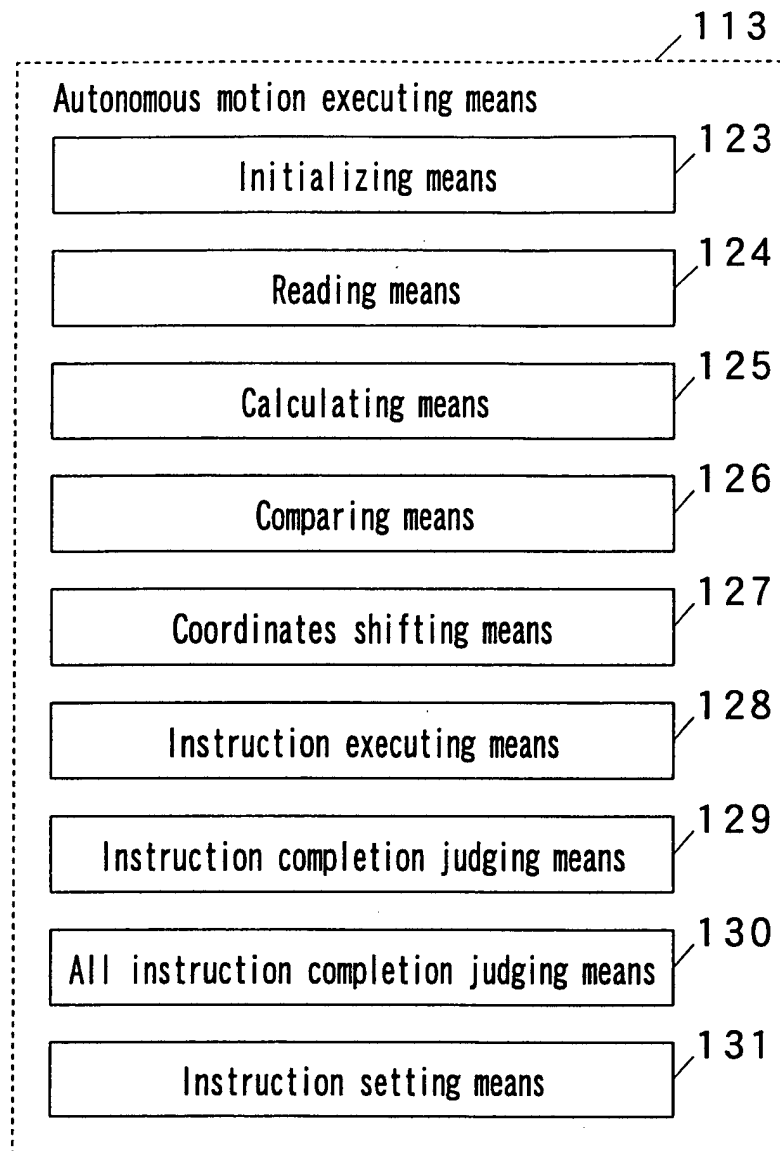 113
Autonomous motion executing means
123
Initializing means
124
Reading means
125
Calculating means
126
Comparing means
127
Coordinates shifting means
128
Instruction executing means
129
Instruction completion judging means
130
All instruction completion judging means
131
Instruction setting means